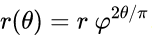 r(θ) = r φ^{2θ/π}